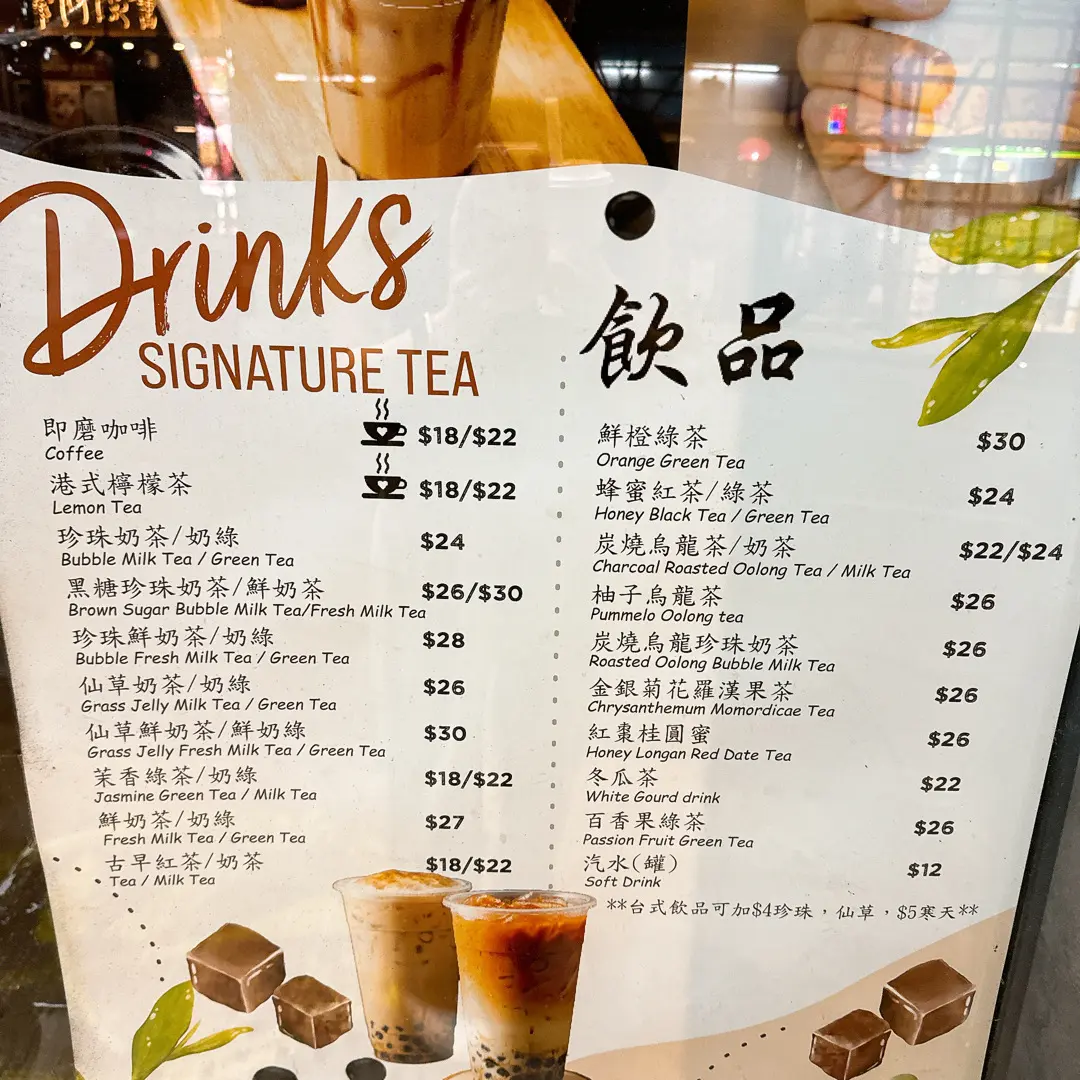 Drinks
SIGNATURE TEA
即磨咖啡 $18/$22
Coffee
港式檸檬茶 $18/$22
Lemon Tea
珍珠奶茶/奶綠 $24
Bubble Milk Tea / Green Tea
黑糖珍珠奶茶/鮮奶茶 $26/$30
Brown Sugar Bubble Milk Tea/Fresh Milk Tea
珍珠鮮奶茶/奶綠 $28
Bubble Fresh Milk Tea / Green Tea
仙草奶茶/奶綠 $26
Grass Jelly Milk Tea / Green Tea
仙草鮮奶茶/鮮奶綠 $30
Grass Jelly Fresh Milk Tea / Green Tea
茉香綠茶/奶綠 $18/$22
Jasmine Green Tea / Milk Tea
鮮奶茶/奶綠 $27
Fresh Milk Tea / Green Tea
古早紅茶/奶茶 $18/$22
Tea / Milk Tea
飲品
鮮橙綠茶 $30
Orange Green Tea
蜂蜜紅茶/綠茶 $24
Honey Black Tea / Green Tea
炭燒烏龍茶/奶茶 $22/$24
Charcoal Roasted Oolong Tea / Milk Tea
柚子烏龍茶 $26
Pummelo Oolong tea
炭燒烏龍珍珠奶茶 $26
Roasted Oolong Bubble Milk Tea
金銀菊花羅漢果茶 $26
Chrysanthemum Momordicae Tea
紅棗桂圓蜜 $26
Honey Longan Red Date Tea
冬瓜茶 $22
White Gourd drink
百香果綠茶 $26
Passion Fruit Green Tea
汽水(罐) $12
Soft Drink
**台式飲品可加$4珍珠，仙草，$5寒天**